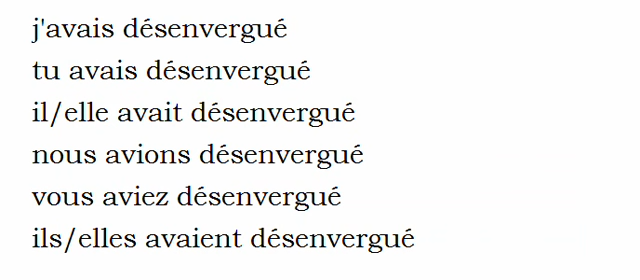 j'avais désenvergué
tu avais désenvergué
il/elle avait désenvergué
nous avions désenvergué
vous aviez désenvergué
ils/elles avaient désenvergué